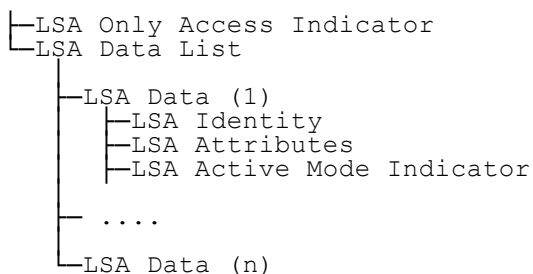 LSA Only Access Indicator
LSA Data List
LSA Data (1)
LSA Identity
LSA Attributes
LSA Active Mode Indicator
....
LSA Data (n)